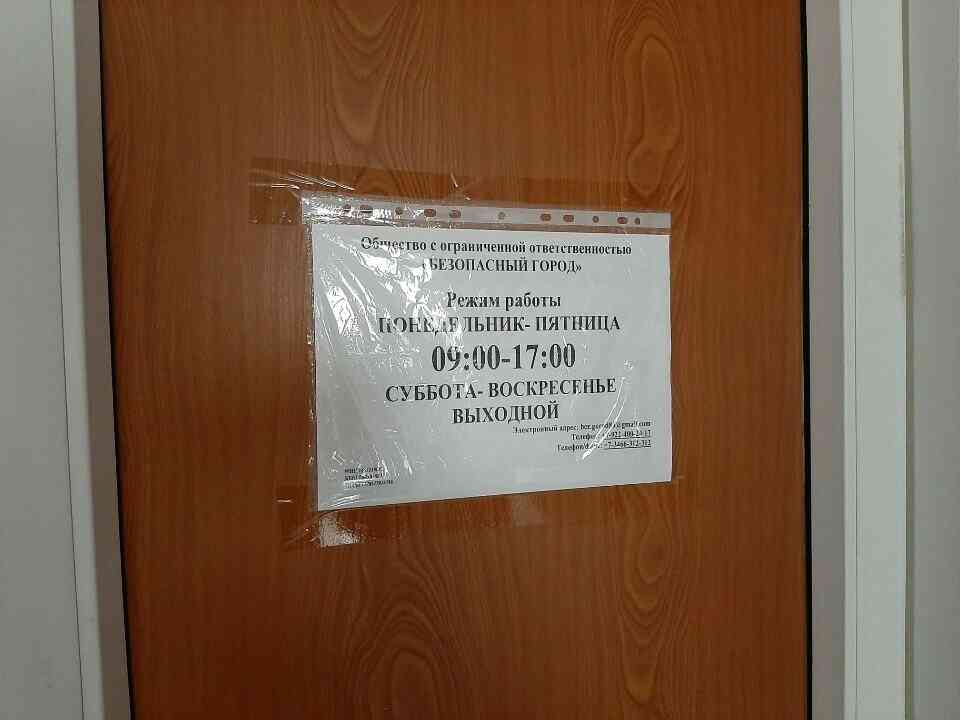 Общество с ограниченной ответственностью
«БЕЗОПАСНЫЙ ГОРОД»
Режим работы
ПОНЕДЕЛЬНИК- ПЯТНИЦА
09:00-17:00
СУББОТА- ВОСКРЕСЕНЬЕ
ВЫХОДНОЙ
Электронный адрес:
Телефон: